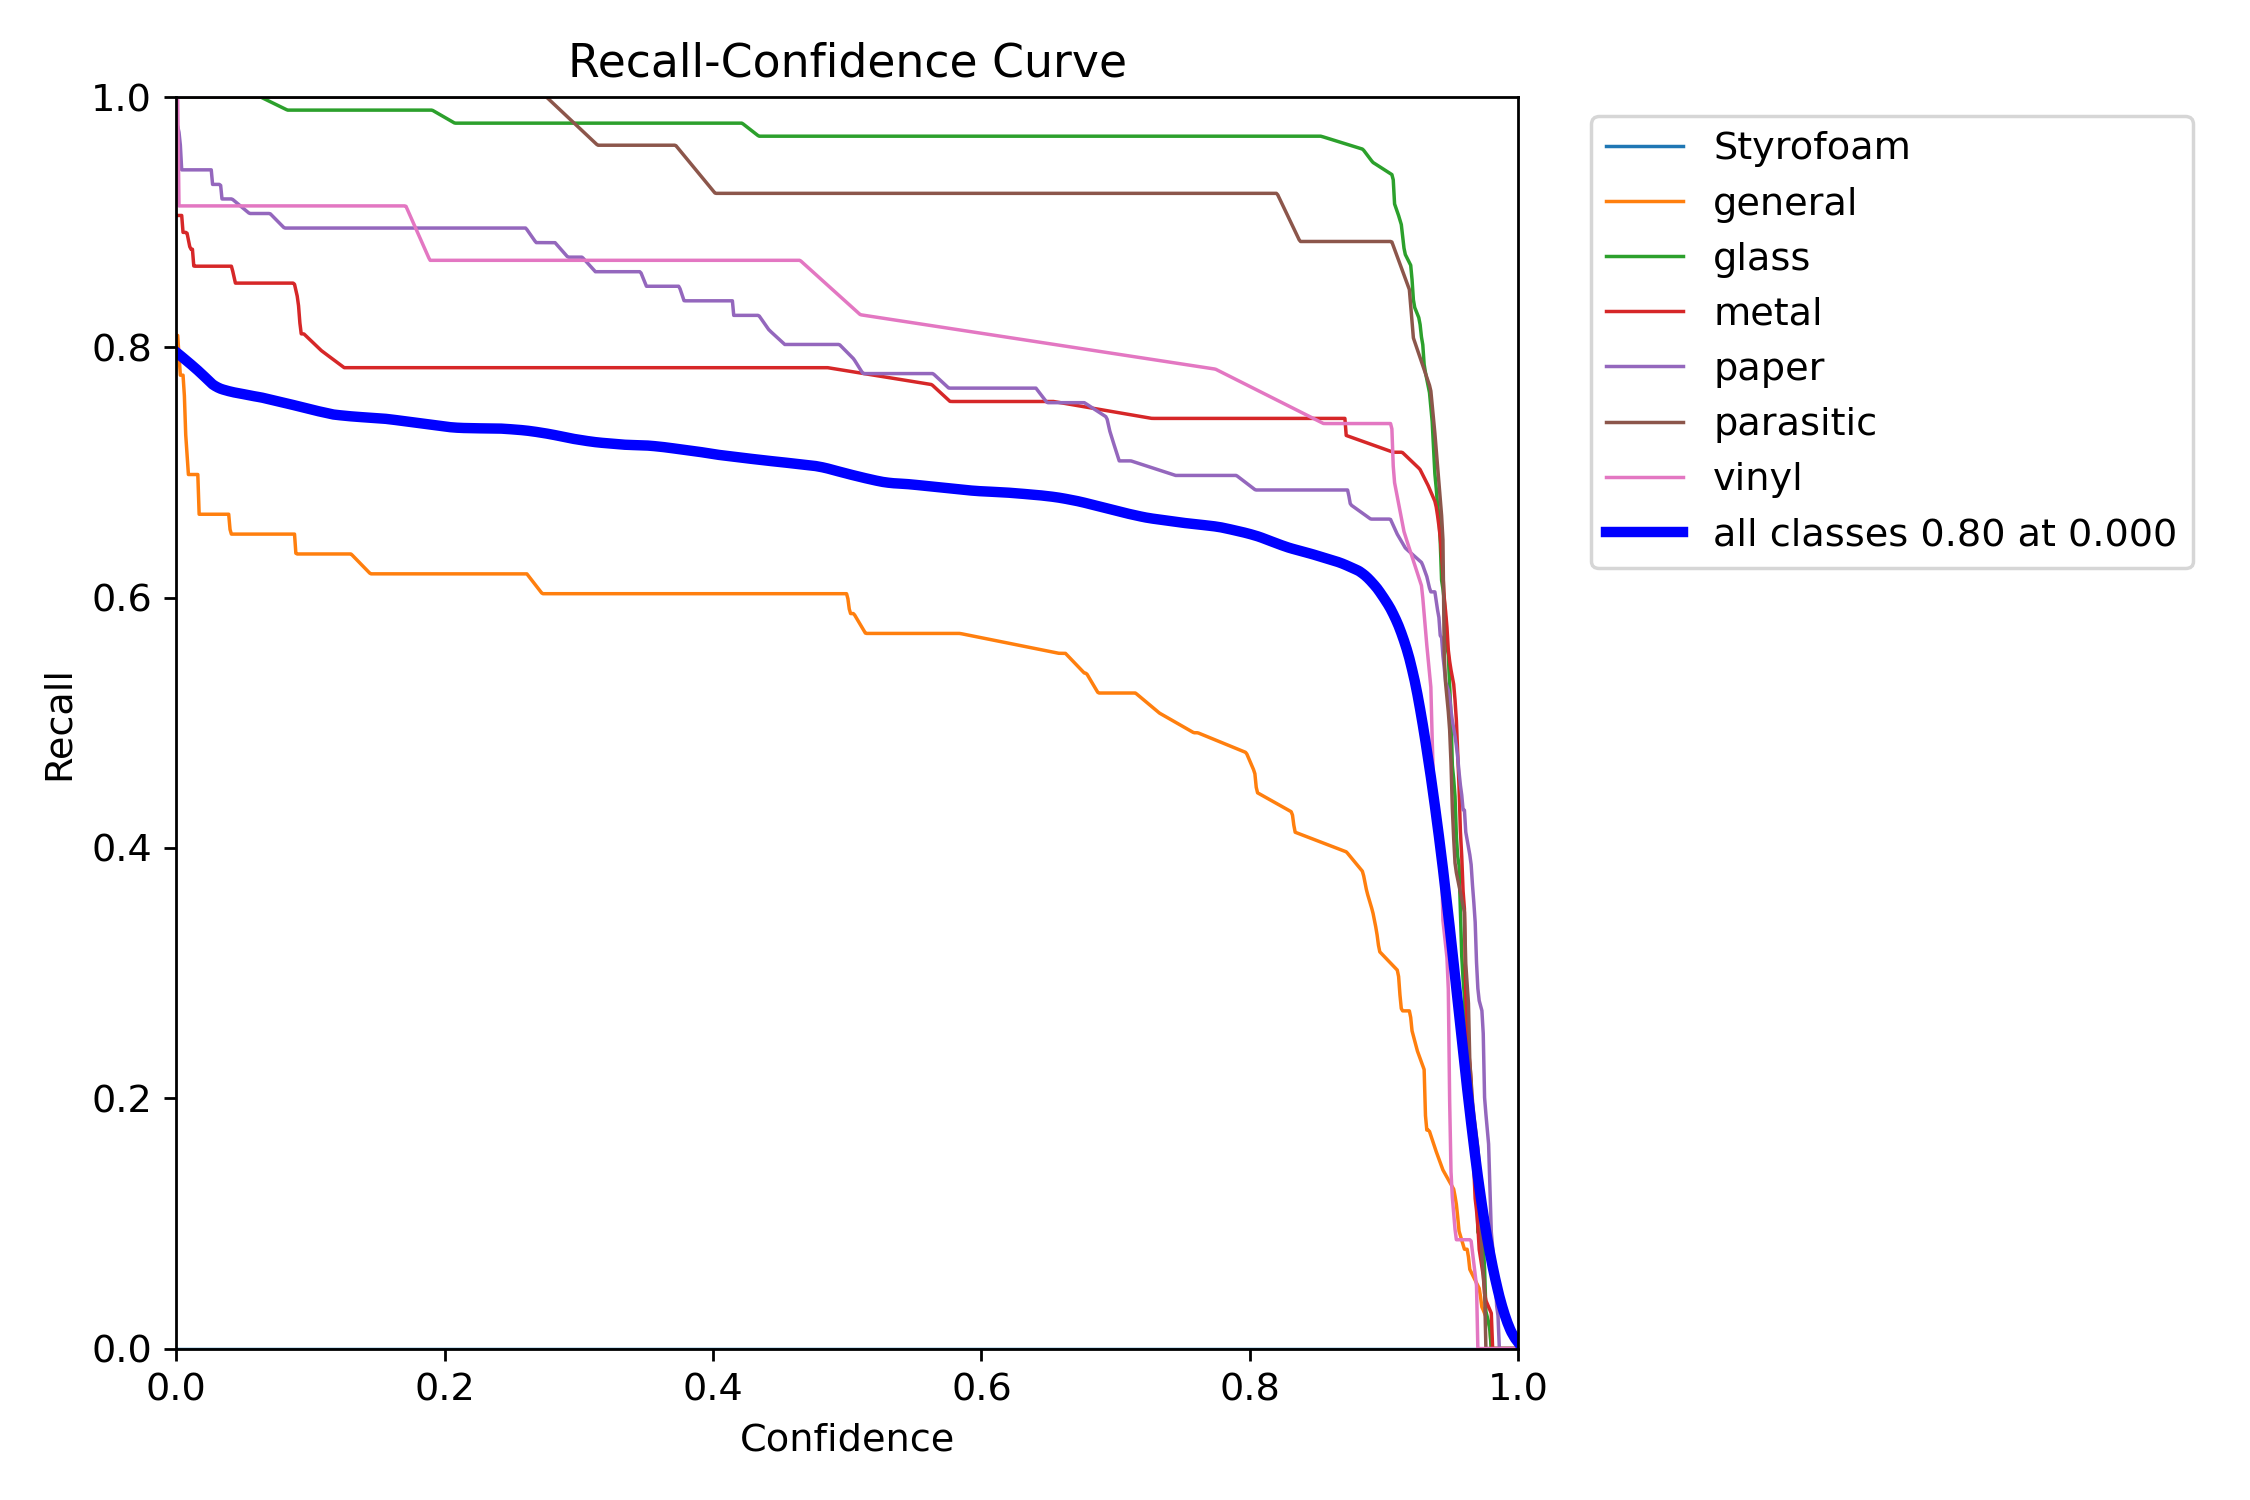 Recall-Confidence Curve
1.0
0.8
0.6
0.4
0.2
0.0
Recall
0.0 0.2 0.4 0.6 0.8 1.0
Confidence
Styrofoam
general
glass
metal
paper
parasitic
vinyl
all classes 0.80 at 0.000